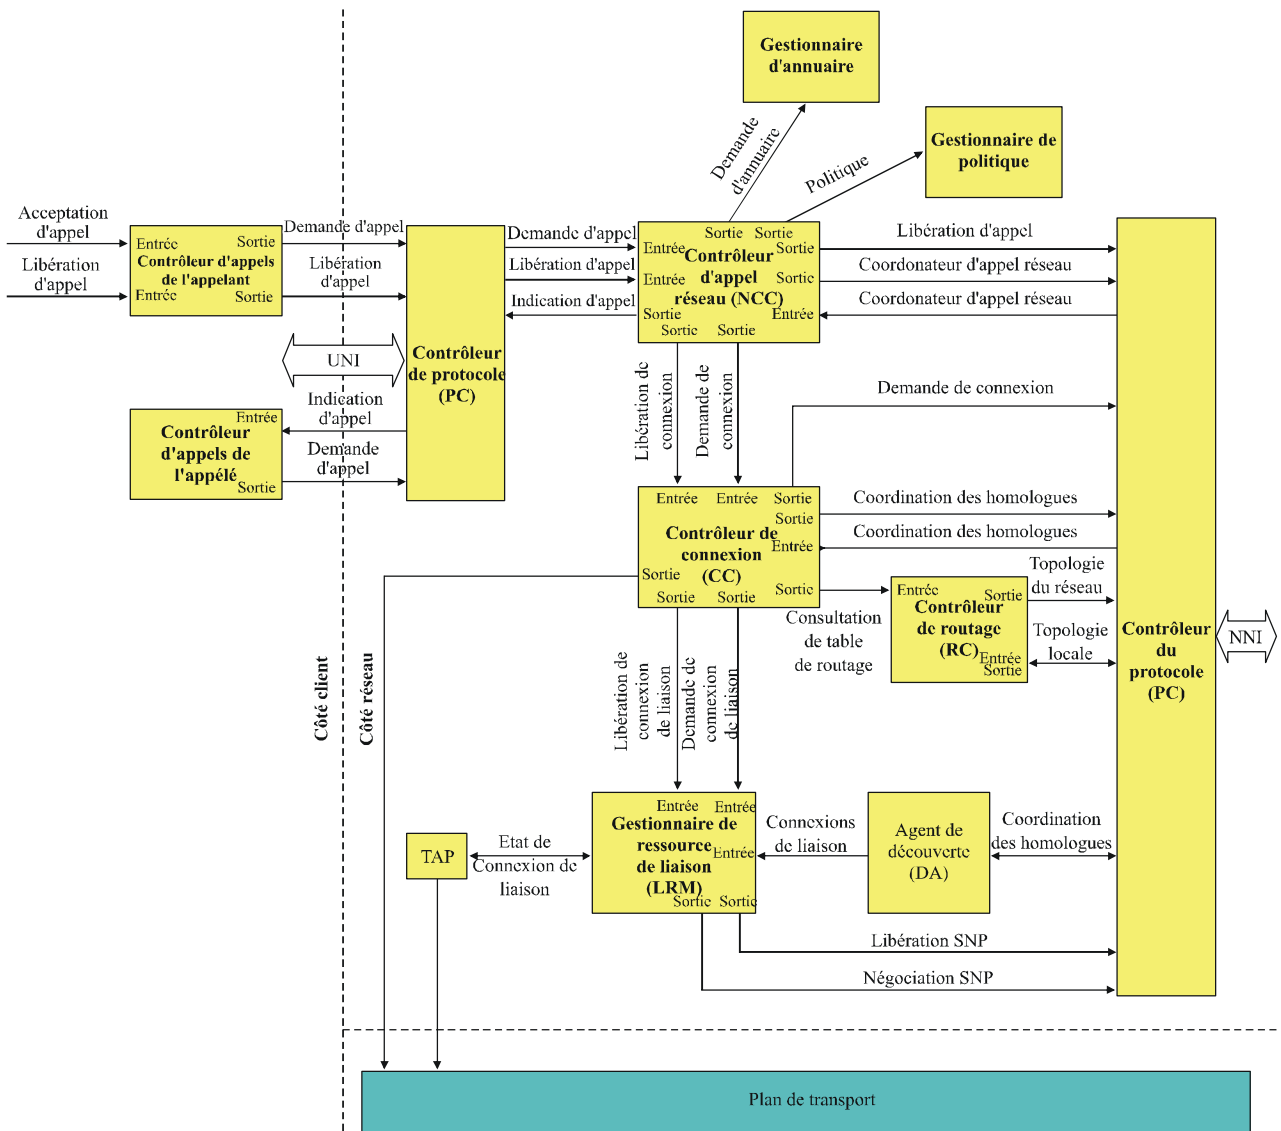 Gestionnaire
d'annuaire
Gestionnaire de
politique
Demande
d'annuaire
Politique
Acceptation
d'appel
Libération
d'appel
Entrée
Sortie
Contrôleur d'appels
de l'appelant
Entrée
Sortie
Demande d'appel
Libération
d'appel
UNI
Indication
d'appel
Demande
d'appel
Entrée
Contrôleur
d'appels de
l'appélé
Sortie
Contrôleur
de protocole
(PC)
Demande d'appel
Libération d'appel
Indication d'appel
Sortie
Sortie
Entrée
Sortie
Contrôleur
d'appel
réseau (NCC)
Entrée
Sortie
Sortie
Entrée
Sortie
Sortie
Libération d'appel
Coordonateur d'appel réseau
Coordonateur d'appel réseau
Libération de
connexion
Demande de
connexion
Demande de connexion
Entrée
Entrée
Sortie
Sortie
Contrôleur de
connexion
(CC)
Entrée
Sortie
Sortie
Sortie
Sortie
Coordination des homologues
Coordination des homologues
Consultation
de table
de routage
Entrée
Sortie
Contrôleur
de routage
(RC)
Entrée
Sortie
Topologie
du réseau
Topologie
locale
Contrôleur
du
protocole
(PC)
NNI
Côté client
Côté réseau
Libération de
connexion
de liaison
Demande de
connexion
de liaison
Entrée
Entrée
Gestionnaire de
ressource
de liaison
(LRM)
Entrée
Sortie
Sortie
TAP
Etat de
Connexion de
liaison
Connexions
de liaison
Agent de
découverte
(DA)
Coordination
des homologues
Libération SNP
Négociation SNP
Plan de transport